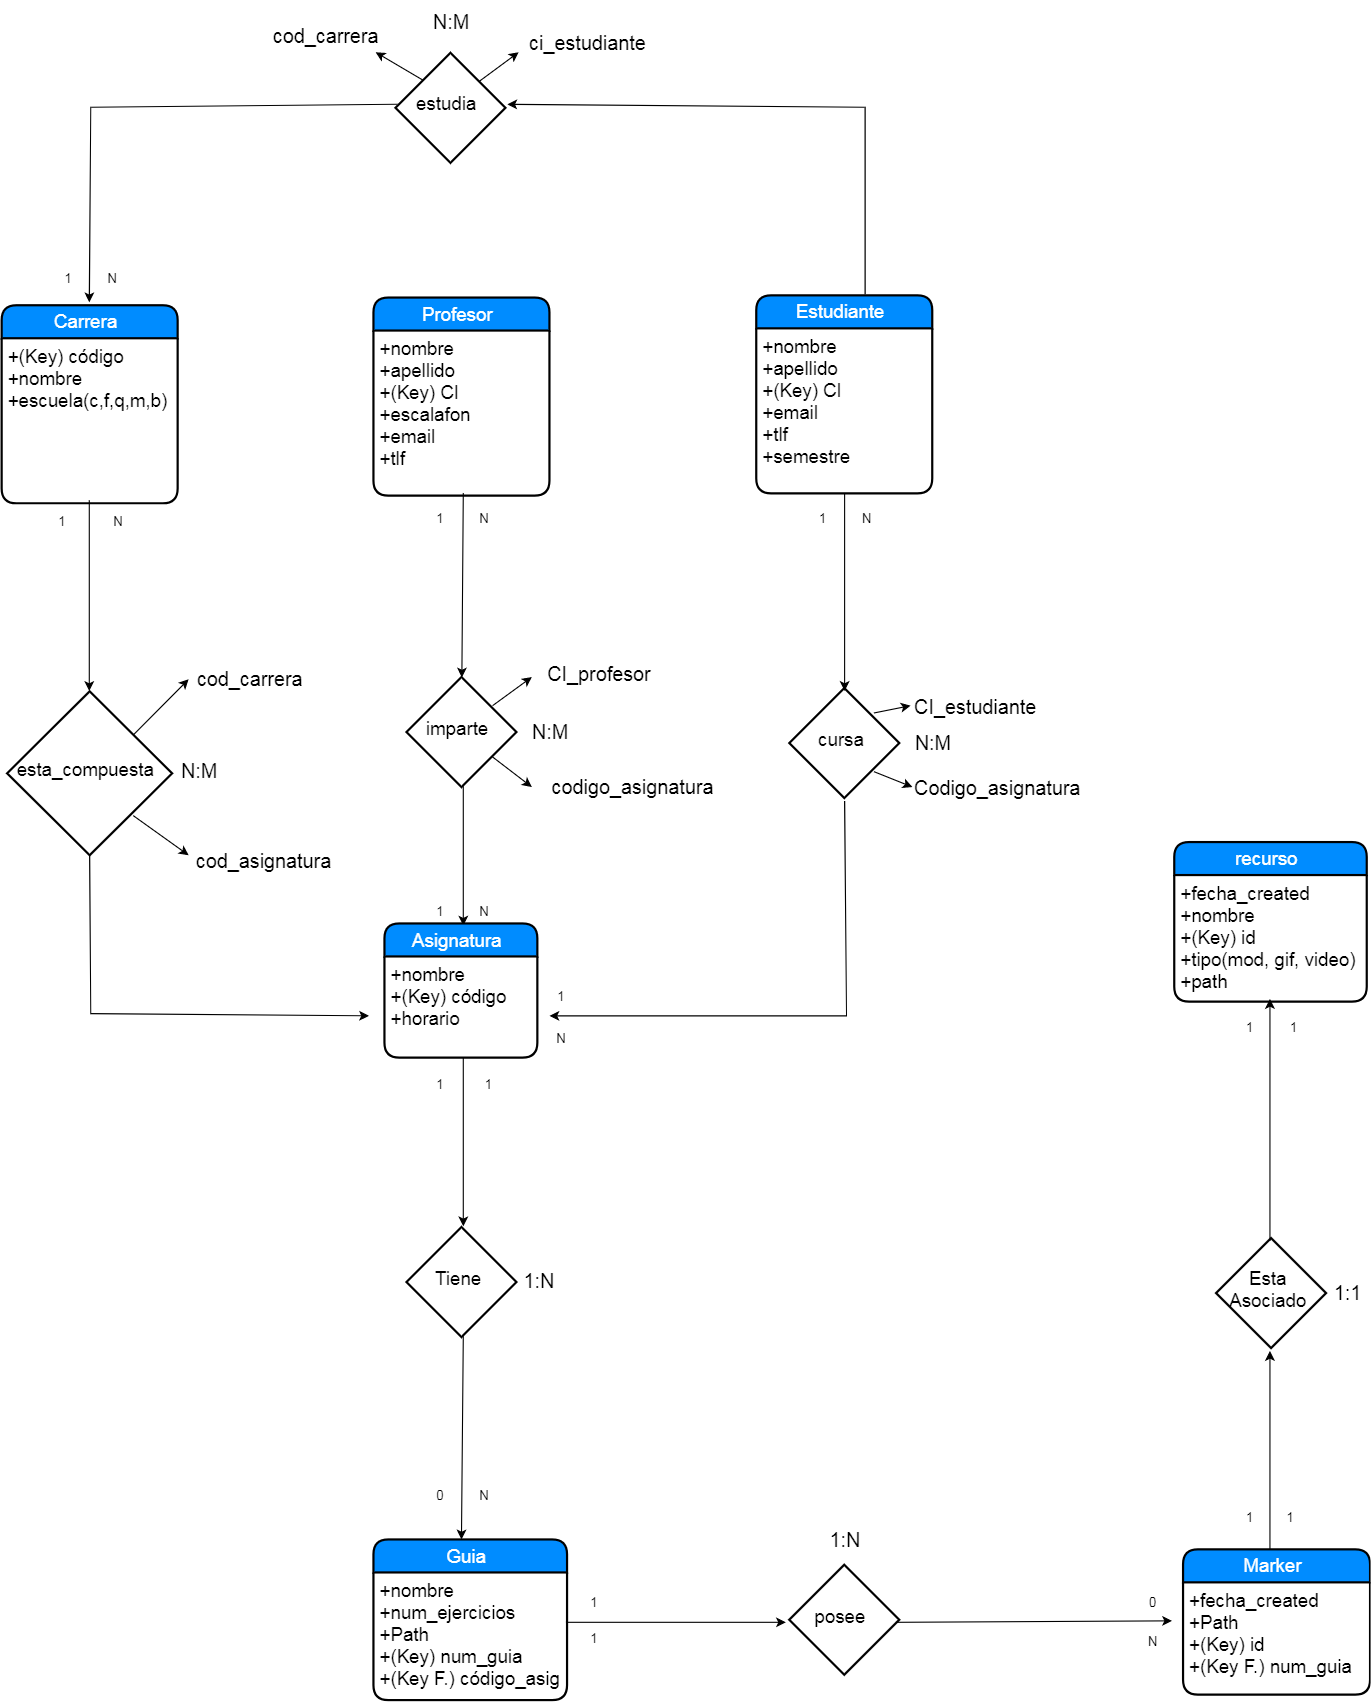 N:M
cod_carrera
ci_estudiante
estudia
1
N
Carrera
+(Key) código
+nombre
+escuela(c,f,q,m,b)
Profesor
+nombre
+apellido
+(Key) CI
+escalafon
+email
+tlf
Estudiante
+nombre
+apellido
+(Key) CI
+email
+tlf
+semestre
1
N
1
N
1
N
cod_carrera
esta_compuesta
N:M
cod_asignatura
CI_profesor
imparte
N:M
codigo_asignatura
CI_estudiante
cursa
N:M
Codigo_asignatura
1
N
Asignatura
+nombre
+(Key) código
+horario
1
N
recurso
+fecha_created
+nombre
+(Key) id
+tipo(mod, gif, video)
+path
1
1
1
1
Tiene
1:N
Esta
Asociado
1:1
0
N
Guia
+nombre
+num_ejercicios
+Path
+(Key) num_guia
+(Key F.) código_asig
1
1
1:N
posee
0
N
1
1
Marker
+fecha_created
+Path
+(Key) id
+(Key F.) num_guia